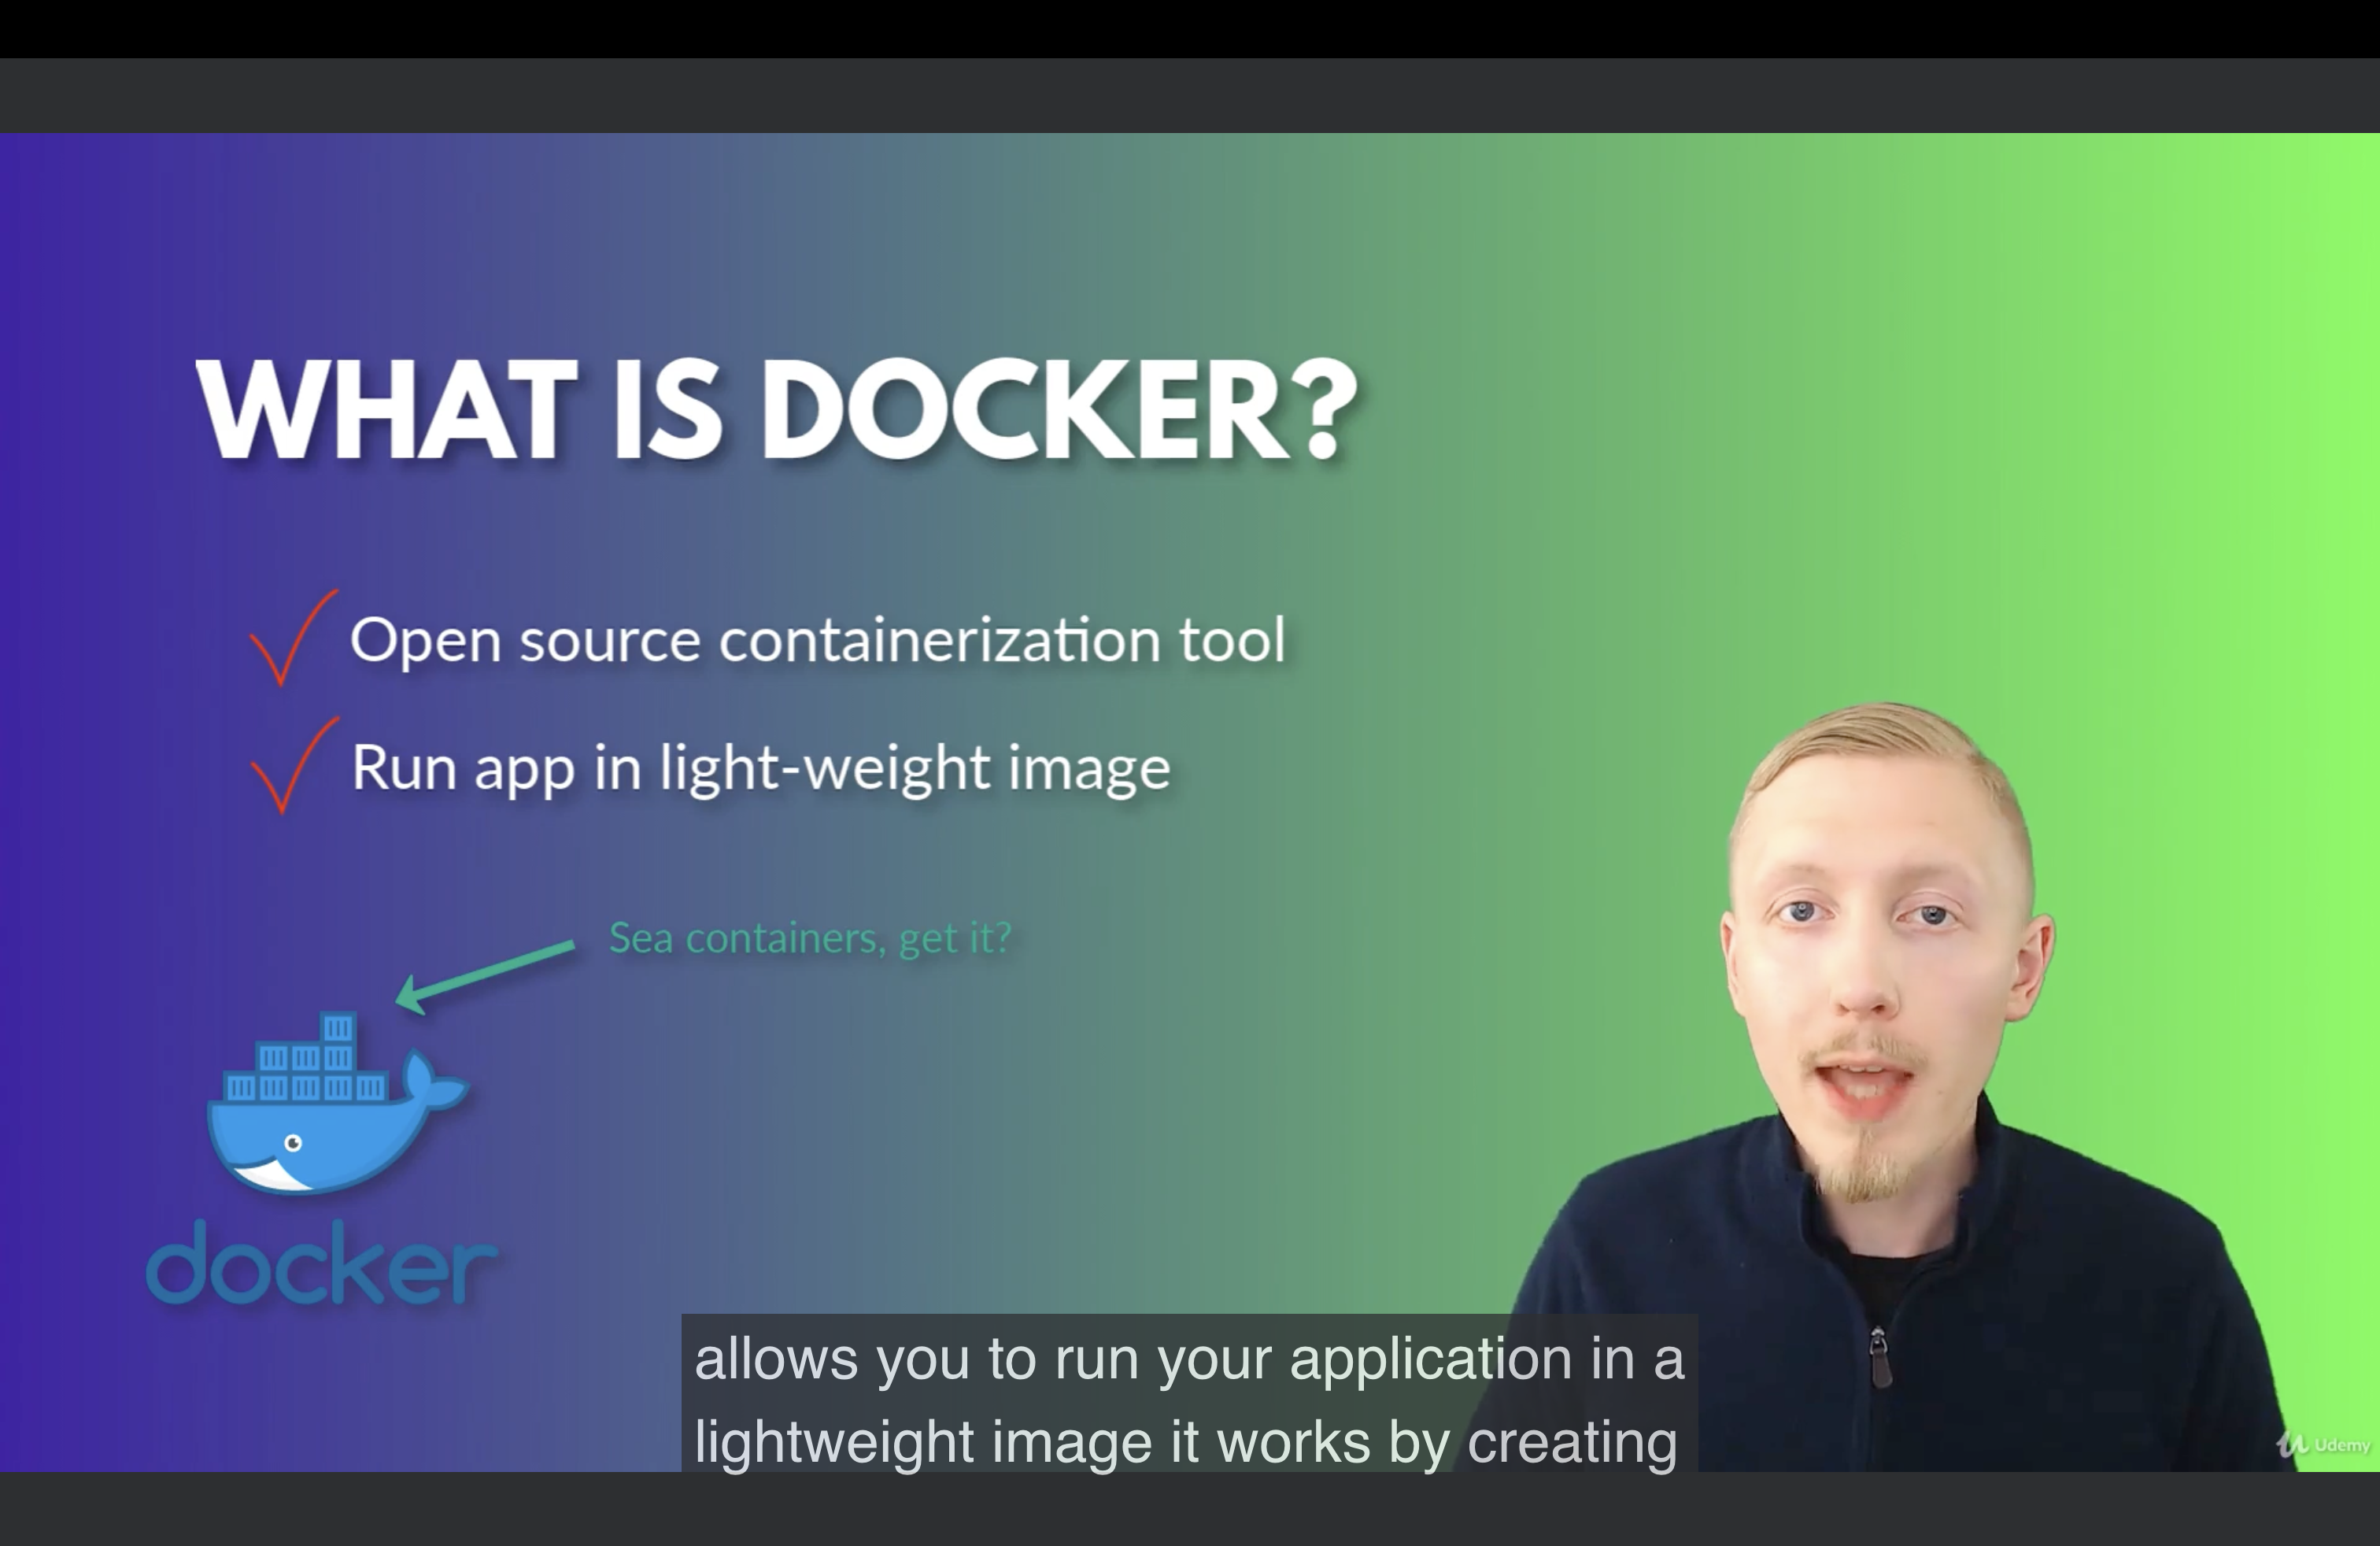 WHAT IS DOCKER?
Open source containerization tool
Run app in light-weight image
Sea containers, get it?
docker
allows you to run your application in a
lightweight image it works by creating
Udemy